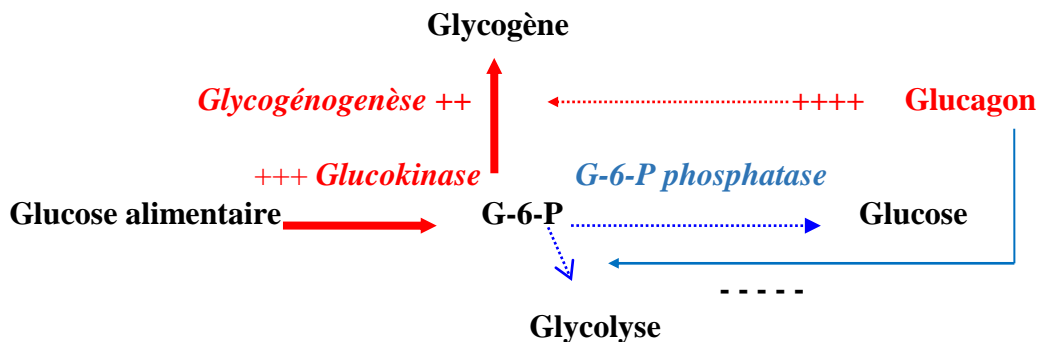 Glycogène
Glycogénogenèse ++ ++++ Glucagon
+++ Glucokinase G-6-P phosphatase
Glucose alimentaire G-6-P Glucose
- - - - -
Glycolyse